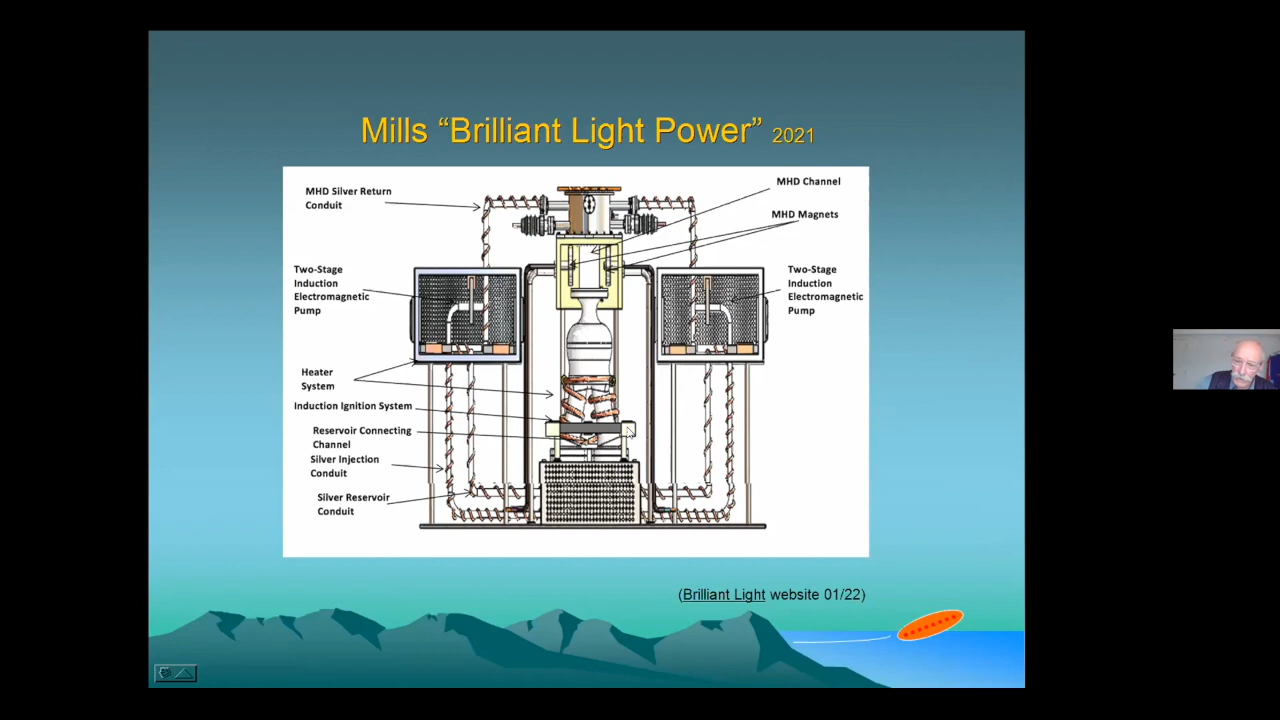 Mills “Brilliant Light Power” 2021
MHD Silver Return
Conduit
MHD Channel
MHD Magnets
Two-Stage
Induction
Electromagnetic
Pump
Two-Stage
Induction
Electromagnetic
Pump
Heater
System
Induction Ignition System
Reservoir Connecting
Channel
Silver Injection
Conduit
Silver Reservoir
Conduit
(Brilliant Light website 01/22)